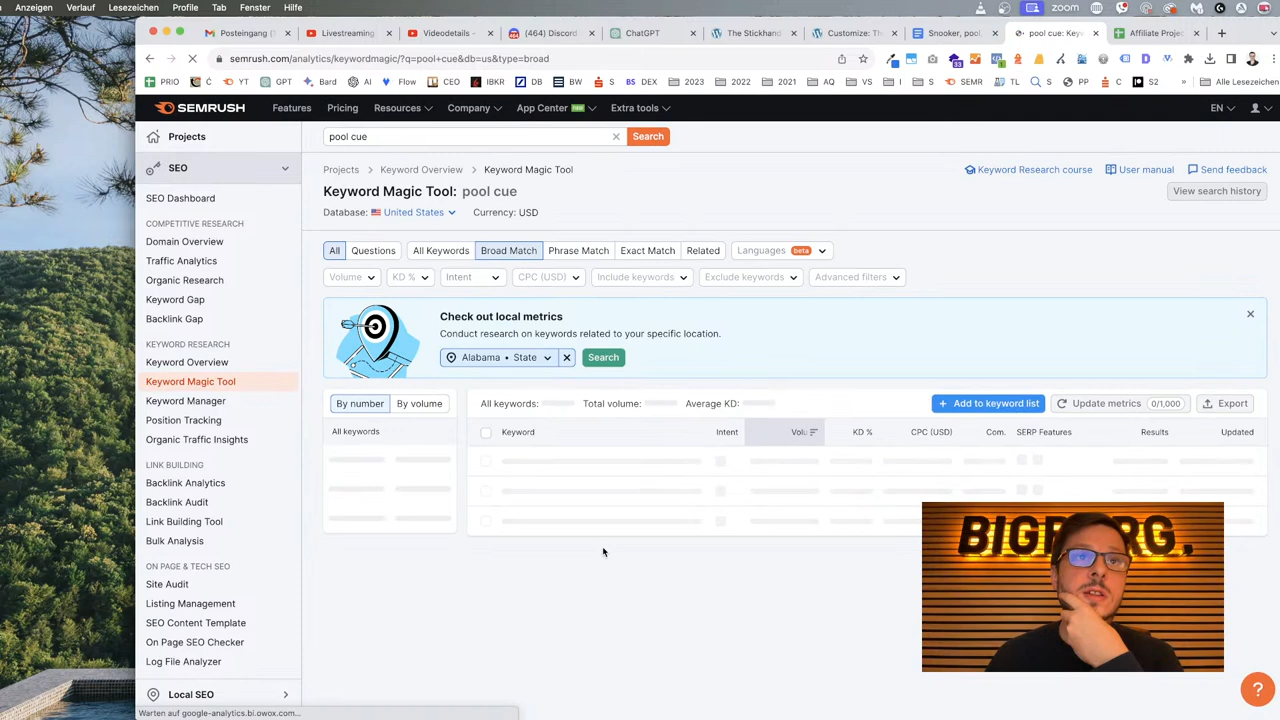 Anzeigen Verlauf Lesezeichen Profile Tab Fenster Hilfe zoom
Posteingang (
Livestreaming
Videodetails -
(464) Discord
ChatGPT
The Stickhand
Customize: Th
Snooker, pool,
pool cue: Key
Affiliate Proje
semrush.com/analytics/keywordmagic/?q=pool+cue&db=us&type=broad
PRIO Ć YT GPT Bard AI Flow CEO IBKR DB BW S DEX 2023 2022 AQ VS I S SEMR TL S PP C S2 » Alle Lesezeichen
SEMRUSH Features Pricing Resources Company App Center NEW Extra tools EN
Projects
SEO
SEO Dashboard
COMPETITIVE RESEARCH
Domain Overview
Traffic Analytics
Organic Research
Keyword Gap
Backlink Gap
KEYWORD RESEARCH
Keyword Overview
Keyword Magic Tool
Keyword Manager
Position Tracking
Organic Traffic Insights
LINK BUILDING
Backlink Analytics
Backlink Audit
Link Building Tool
Bulk Analysis
ON PAGE & TECH SEO
Site Audit
Listing Management
SEO Content Template
On Page SEO Checker
Log File Analyzer
Local SEO
Warten auf google-analytics.bi.owox.com...
pool cue Search
Projects > Keyword Overview > Keyword Magic Tool
Keyword Research course User manual Send feedback
Keyword Magic Tool: pool cue
View search history
Database: United States Currency: USD
All Questions All Keywords Broad Match Phrase Match Exact Match Related Languages beta
Volume KD % Intent CPC (USD) Include keywords Exclude keywords Advanced filters
Check out local metrics
Conduct research on keywords related to your specific location.
Alabama • State Search
By number By volume
All keywords
All keywords: Total volume: Average KD:
+ Add to keyword list Update metrics 0/1,000 Export
Keyword Intent Volu KD % CPC (USD) Com. SERP Features Results Updated
?